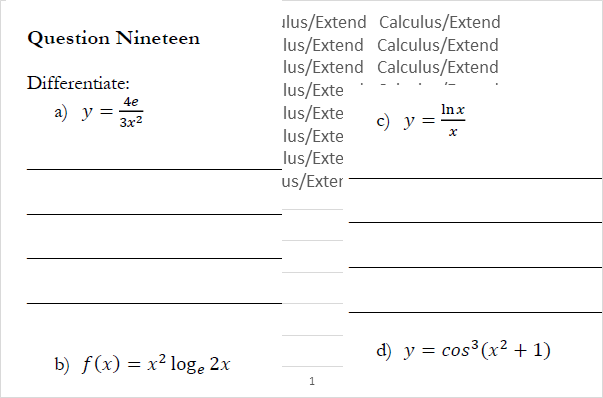 Question Nineteen
Differentiate:
a) y = 4e/3x²
b) f(x) = x² logₑ 2x
lus/Extend Calculus/Extend
lus/Extend Calculus/Extend
lus/Extend Calculus/Extend
lus/Exte
lus/Exte
lus/Exte
lus/Exte
us/Exter
c) y = ln x/x
d) y = cos³(x² + 1)
1